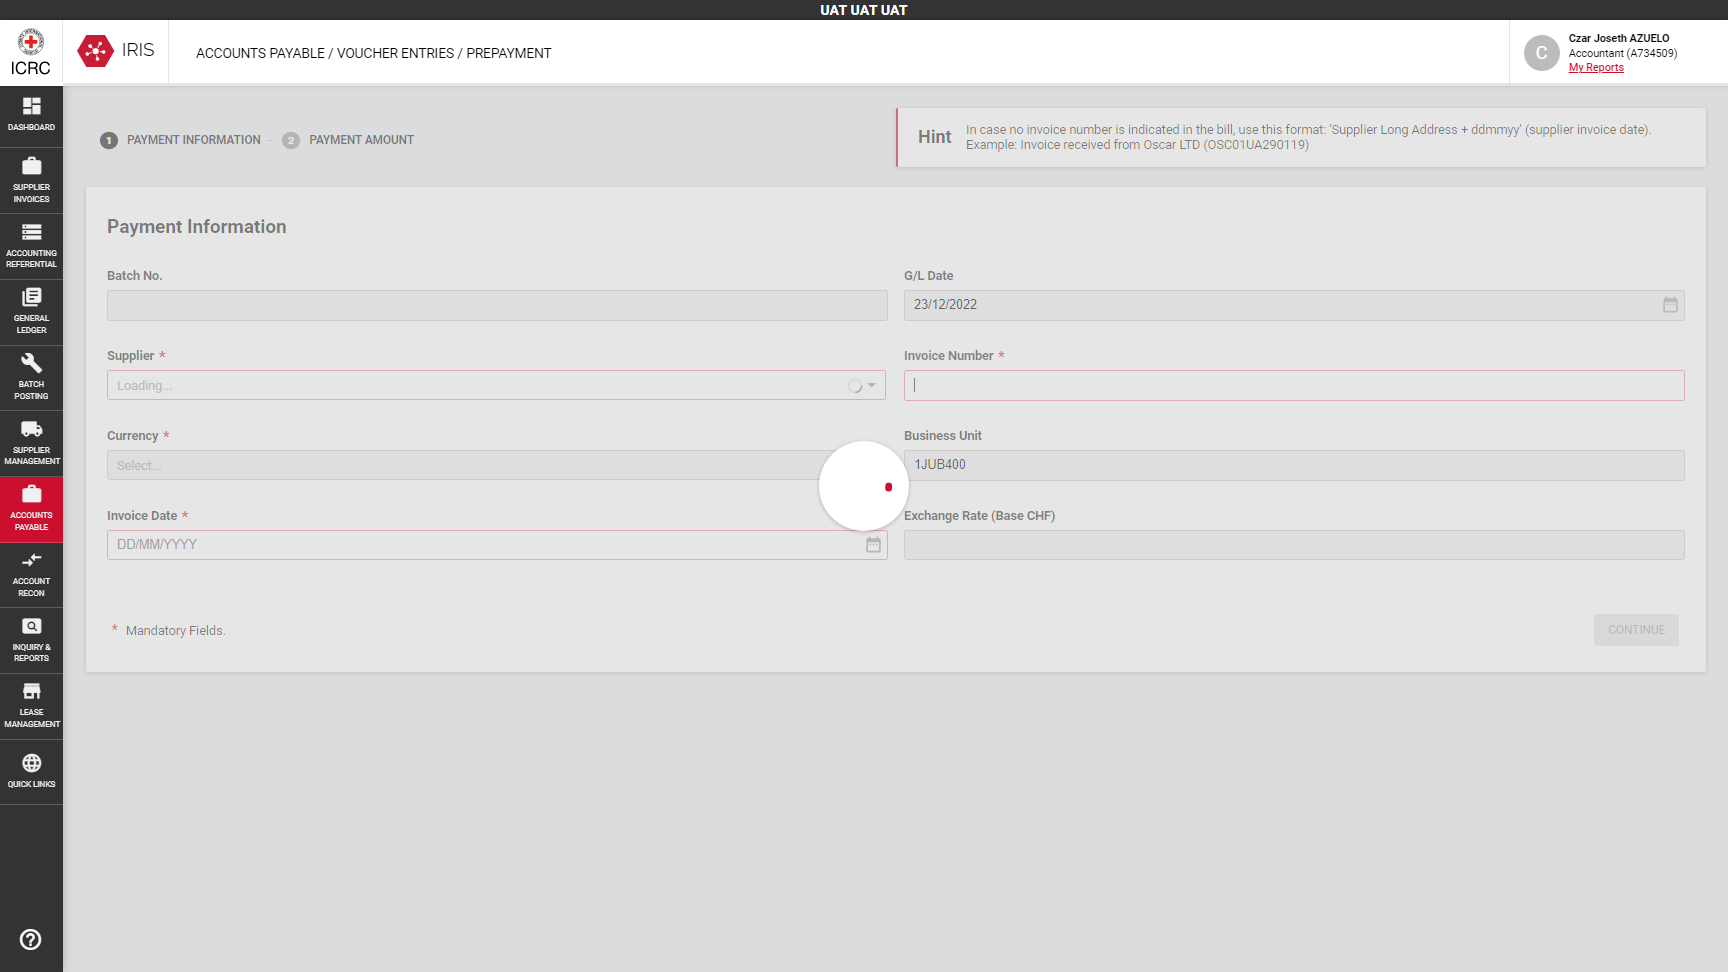 UAT UAT UAT
ICRC
IRIS
ACCOUNTS PAYABLE / VOUCHER ENTRIES / PREPAYMENT
C
Czar Joseth AZUELO
Accountant (A734509)
My Reports
DASHBOARD
SUPPLIER
INVOICES
ACCOUNTING
REFERENTIAL
GENERAL
LEDGER
BATCH
POSTING
SUPPLIER
MANAGEMENT
ACCOUNTS
PAYABLE
ACCOUNT
RECON
INQUIRY &
REPORTS
LEASE
MANAGEMENT
QUICK LINKS
1 PAYMENT INFORMATION - 2 PAYMENT AMOUNT
Hint
In case no invoice number is indicated in the bill, use this format: 'Supplier Long Address + ddmmyy' (supplier invoice date).
Example: Invoice received from Oscar LTD (OSC01UA290119)
Payment Information
Batch No.
G/L Date
23/12/2022
Supplier *
Loading...
Invoice Number *
Currency *
Select...
Business Unit
1JUB400
Invoice Date *
DD/MM/YYYY
Exchange Rate (Base CHF)
* Mandatory Fields.
CONTINUE